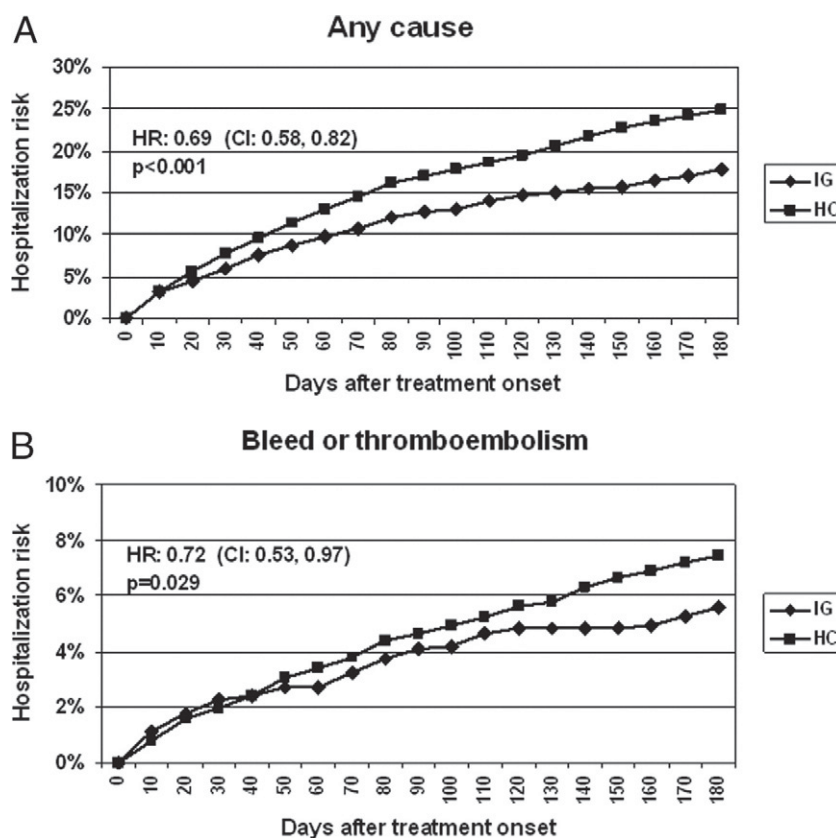 A
Any cause
30%
25%
20%
15%
10%
5%
0%
Hospitalization risk
HR: 0.69 (CI: 0.58, 0.82)
p<0.001
IG
HC
0 10 20 30 40 50 60 70 80 90 100 110 120 130 140 150 160 170 180
Days after treatment onset
B
Bleed or thromboembolism
10%
8%
6%
4%
2%
0%
Hospitalization risk
HR: 0.72 (CI: 0.53, 0.97)
p=0.029
IG
HC
0 10 20 30 40 50 60 70 80 90 100 110 120 130 140 150 160 170 180
Days after treatment onset